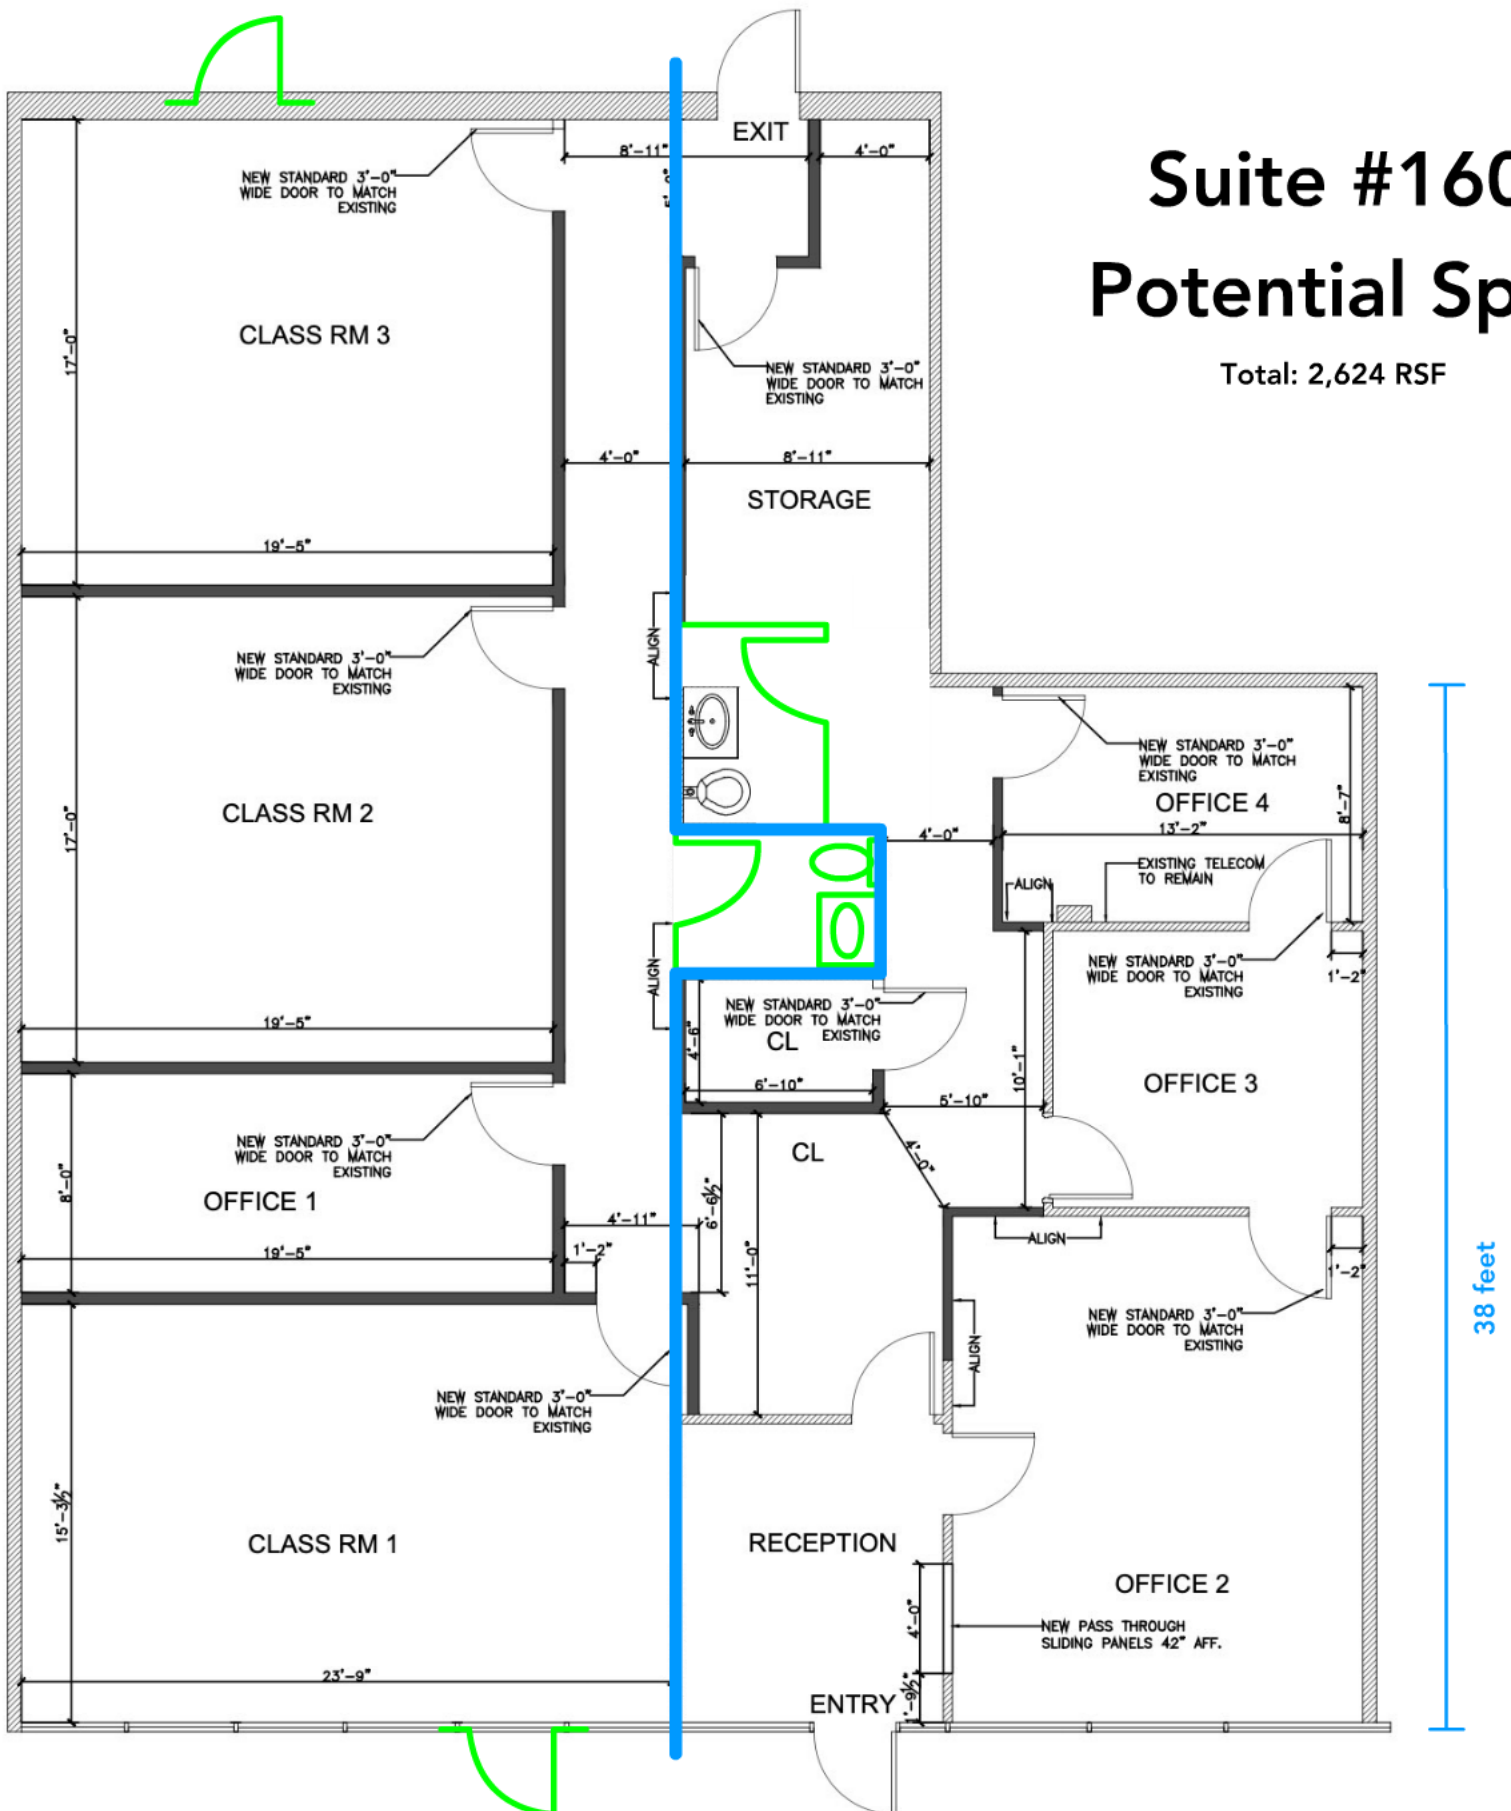 EXIT
8'-11"
4'-0"
5'-0"
Suite #160
Potential Sp
Total: 2,624 RSF
NEW STANDARD 3'-0"
WIDE DOOR TO MATCH
EXISTING
CLASS RM 3
17'-0"
19'-5"
NEW STANDARD 3'-0"
WIDE DOOR TO MATCH
EXISTING
4'-0"
8'-11"
STORAGE
ALIGN
NEW STANDARD 3'-0"
WIDE DOOR TO MATCH
EXISTING
CLASS RM 2
17'-0"
19'-5"
NEW STANDARD 3'-0"
WIDE DOOR TO MATCH
EXISTING
OFFICE 4
13'-2"
8'-7"
4'-0"
EXISTING TELECOM
TO REMAIN
ALIGN
ALIGN
NEW STANDARD 3'-0"
WIDE DOOR TO MATCH
EXISTING
1'-2"
NEW STANDARD 3'-0"
WIDE DOOR TO MATCH
EXISTING
CL
4'-6"
6'-10"
5'-10"
10'-1"
OFFICE 3
NEW STANDARD 3'-0"
WIDE DOOR TO MATCH
EXISTING
OFFICE 1
8'-0"
19'-5"
4'-11"
1'-2"
CL
4'-0"
6'-6½"
11'-0"
ALIGN
1'-2"
38 feet
NEW STANDARD 3'-0"
WIDE DOOR TO MATCH
EXISTING
ALIGN
NEW STANDARD 3'-0"
WIDE DOOR TO MATCH
EXISTING
15'-3½"
CLASS RM 1
23'-9"
RECEPTION
OFFICE 2
4'-0"
NEW PASS THROUGH
SLIDING PANELS 42" AFF.
1'-9½"
ENTRY